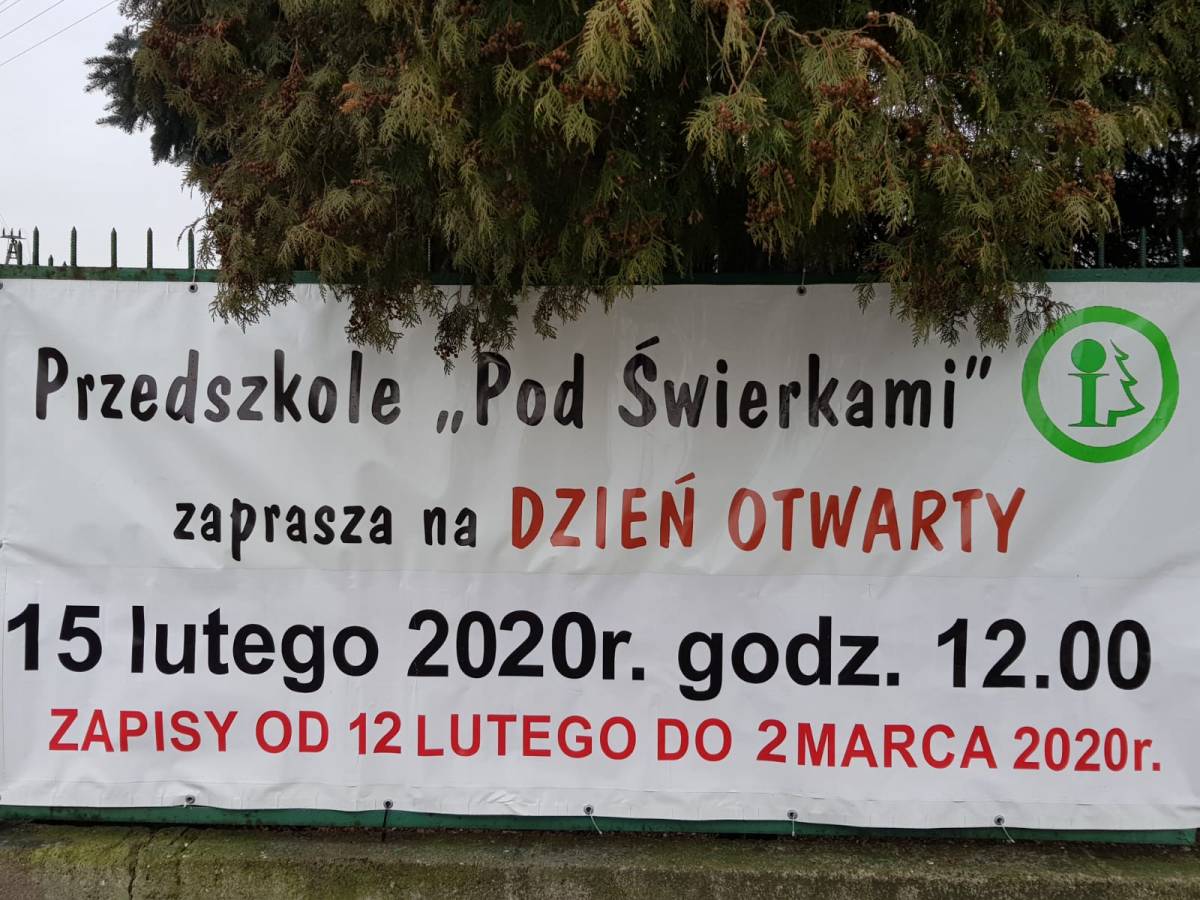 Przedszkole „Pod Świerkami”
zaprasza na DZIEŃ OTWARTY
15 lutego 2020r. godz. 12.00
ZAPISY OD 12 LUTEGO DO 2 MARCA 2020r.